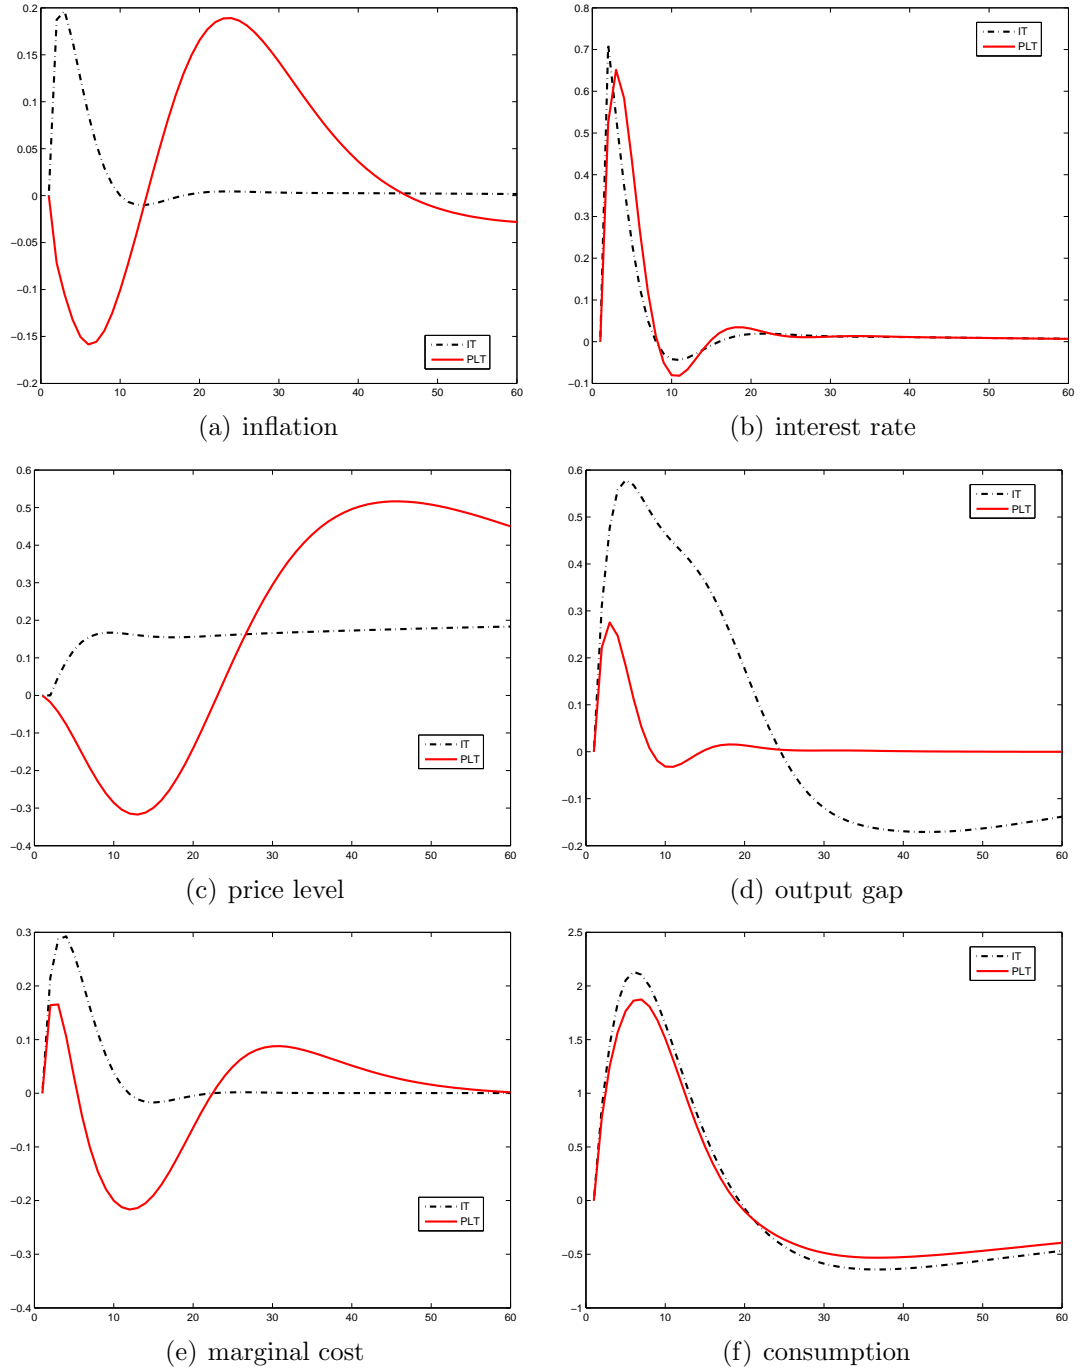 0.2
0.15
0.1
0.05
0
−0.05
−0.1
−0.15
−0.2
0 10 20 30 40 50 60
IT
PLT
(a) inflation
0.8
0.7
0.6
0.5
0.4
0.3
0.2
0.1
0
−0.1
0 10 20 30 40 50 60
IT
PLT
(b) interest rate
0.6
0.5
0.4
0.3
0.2
0.1
0
−0.1
−0.2
−0.3
−0.4
0 10 20 30 40 50 60
IT
PLT
(c) price level
0.6
0.5
0.4
0.3
0.2
0.1
0
−0.1
−0.2
0 10 20 30 40 50 60
IT
PLT
(d) output gap
0.3
0.2
0.1
0
−0.1
−0.2
−0.3
−0.4
0 10 20 30 40 50 60
IT
PLT
(e) marginal cost
2.5
2
1.5
1
0.5
0
−0.5
−1
0 10 20 30 40 50 60
IT
PLT
(f) consumption